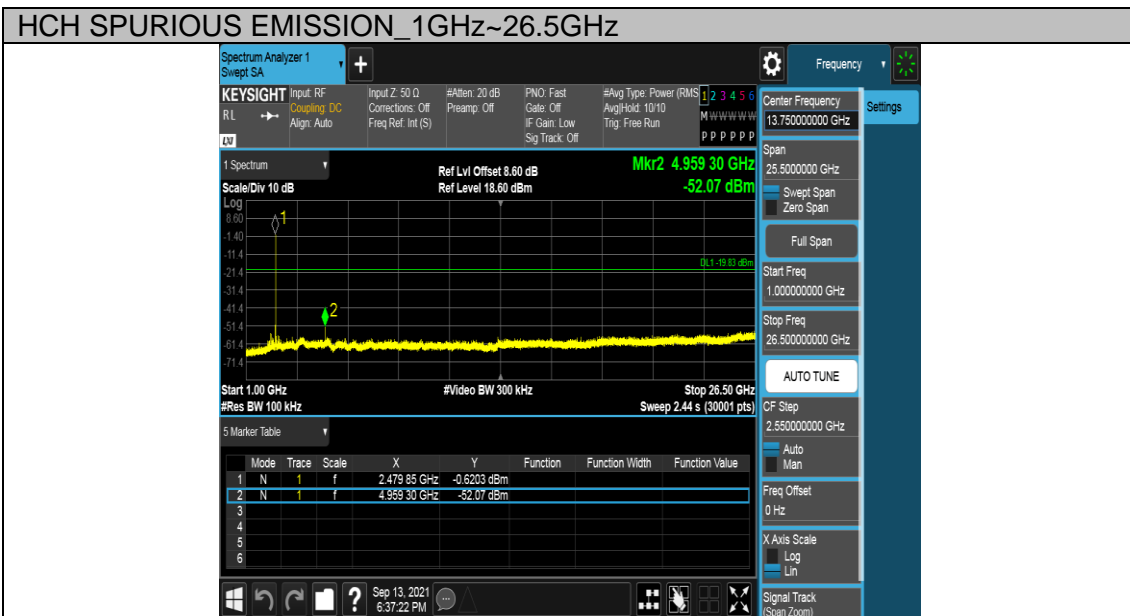 HCH SPURIOUS EMISSION_1GHz~26.5GHz
Spectrum Analyzer 1
Swept SA
+
Frequency
KEYSIGHT
RL
LXI
Input: RF
Coupling: DC
Align: Auto
Input Z: 50 Ω
Corrections: Off
Freq Ref: Int (S)
#Atten: 20 dB
Preamp: Off
PNO: Fast
Gate: Off
IF Gain: Low
Sig Track: Off
#Avg Type: Power (RMS
Avg|Hold: 10/10
Trig: Free Run
1 2 3 4 5 6
M W W W W W
P P P P P P
1 Spectrum
Scale/Div 10 dB
Ref Lvl Offset 8.60 dB
Ref Level 18.60 dBm
Mkr2 4.959 30 GHz
-52.07 dBm
Log
8.60
-1.40
-11.4
-21.4
-31.4
-41.4
-51.4
-61.4
-71.4
1
2
DL1 -19.83 dBm
Start 1.00 GHz
#Video BW 300 kHz
Stop 26.50 GHz
#Res BW 100 kHz
Sweep 2.44 s (30001 pts)
5 Marker Table
Mode Trace Scale X Y Function Function Width Function Value
1 N 1 f 2.479 85 GHz -0.6203 dBm
2 N 1 f 4.959 30 GHz -52.07 dBm
3
4
5
6
?
Sep 13, 2021
6:37:22 PM
Settings
Center Frequency
13.750000000 GHz
Span
25.5000000 GHz
Swept Span
Zero Span
Full Span
Start Freq
1.000000000 GHz
Stop Freq
26.500000000 GHz
AUTO TUNE
CF Step
2.550000000 GHz
Auto
Man
Freq Offset
0 Hz
X Axis Scale
Log
Lin
Signal Track
(Span Zoom)